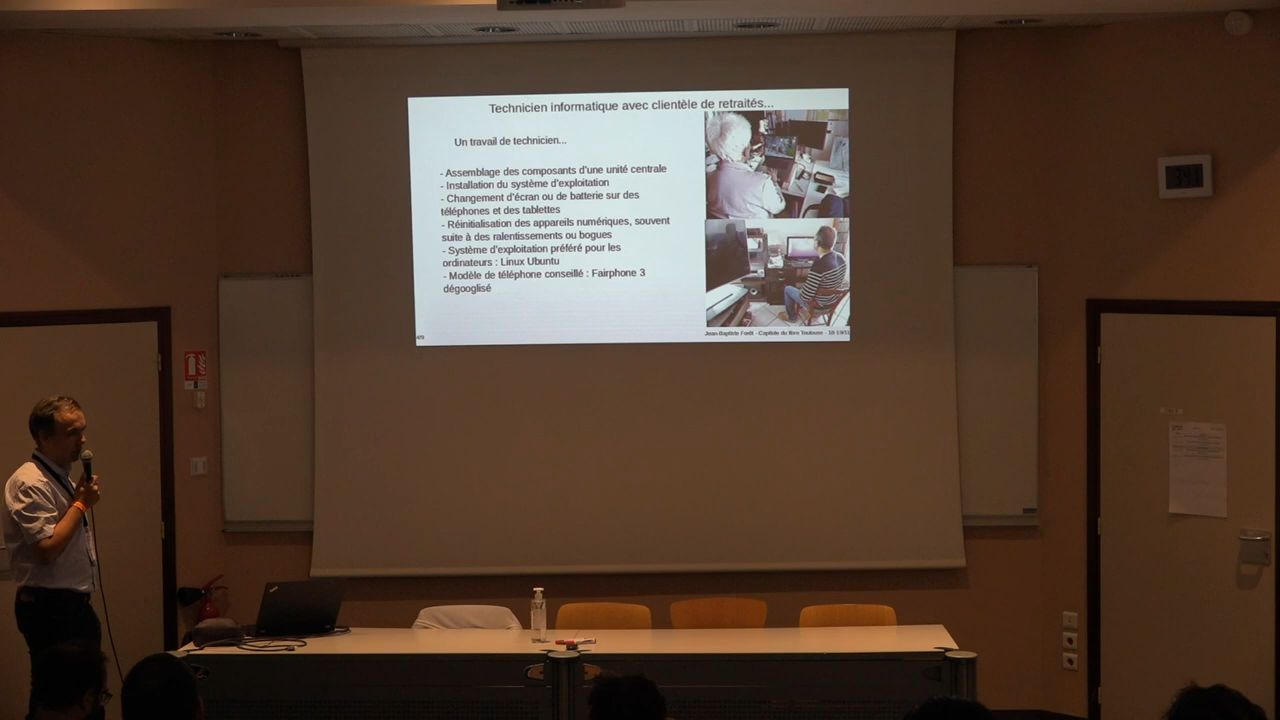 Technicien informatique avec clientèle de retraités...
Un travail de technicien...
- Assemblage des composants d'une unité centrale
- Installation du système d'exploitation
- Changement d'écran ou de batterie sur des
téléphones et des tablettes
- Réinitialisation des appareils numériques, souvent
suite à des ralentissements ou bogues
- Système d'exploitation préféré pour les
ordinateurs : Linux Ubuntu
- Modèle de téléphone conseillé : Fairphone 3
dégooglisé
4/9
Jean-Baptiste - Capitole du libre Toulouse -